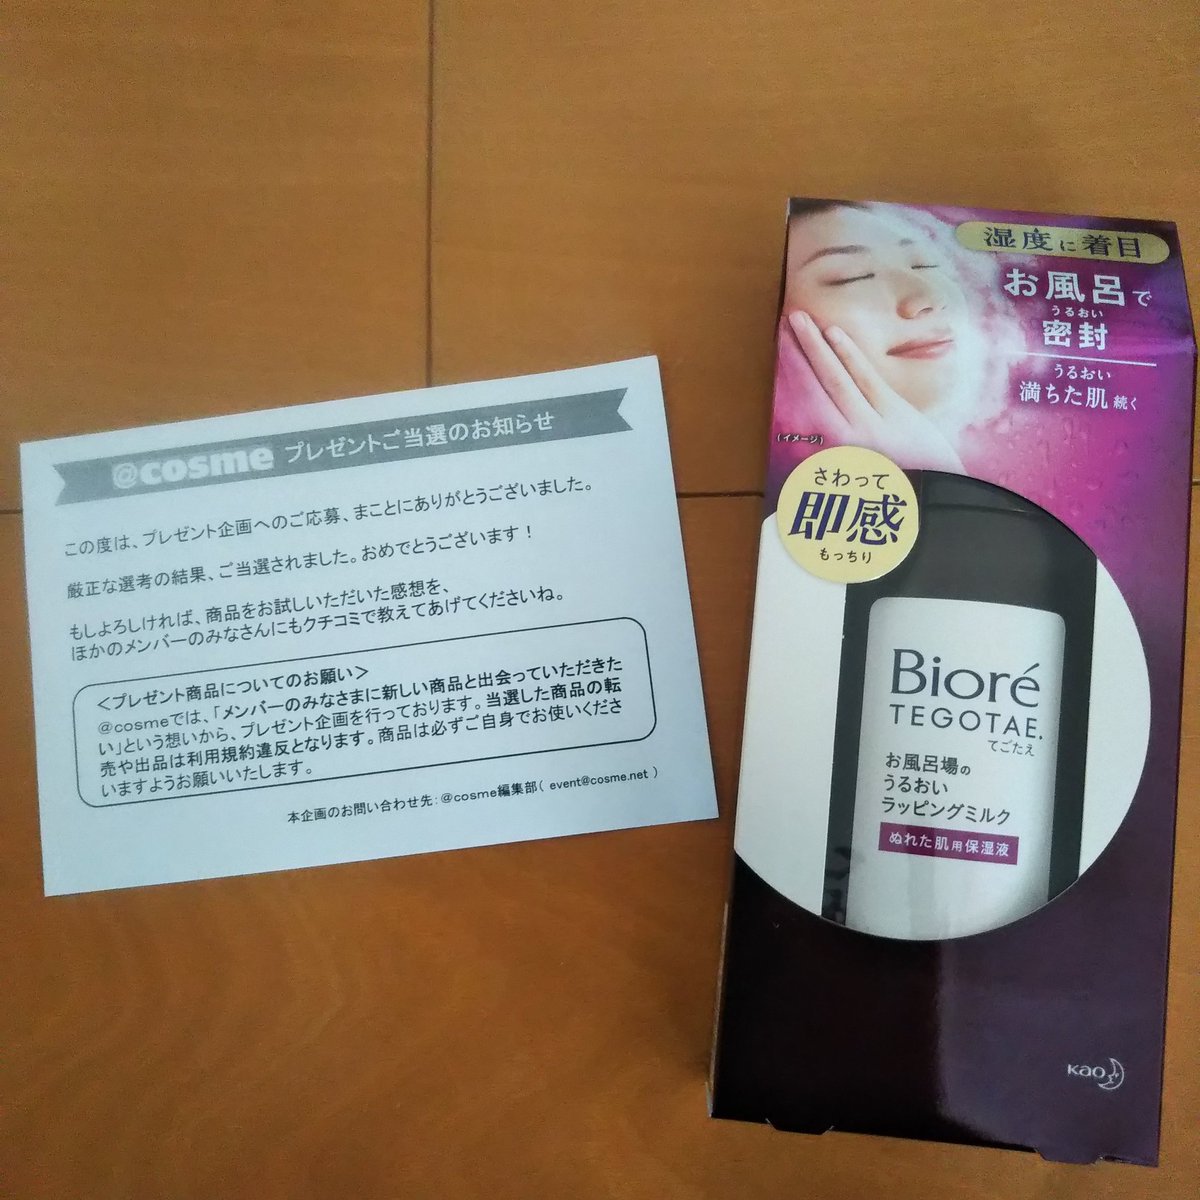 @cosme プレゼントご当選のお知らせ
この度は、プレゼント企画へのご応募、まことにありがとうございました。
厳正な選考の結果、ご当選されました。おめでとうございます！
もしよろしければ、商品をお試しいただいた感想を、
ほかのメンバーのみなさんにもクチコミで教えてあげてくださいね。
＜プレゼント商品についてのお願い＞
@cosmeでは、「メンバーのみなさまに新しい商品と出会っていただきた
い」という想いから、プレゼント企画を行っております。当選した商品の転
売や出品は利用規約違反となります。商品は必ずご自身でお使いくださ
いますようお願いいたします。
本企画のお問い合わせ先：@cosme編集部( event@cosme.net )
湿度に着目
お風呂で
うるおい
密封
うるおい
満ちた肌続く
(イメージ)
さわって
即感
もっちり
Bioré
TEGOTAE.
てごたえ
お風呂場の
うるおい
ラッピングミルク
ぬれた肌用保湿液
Kao